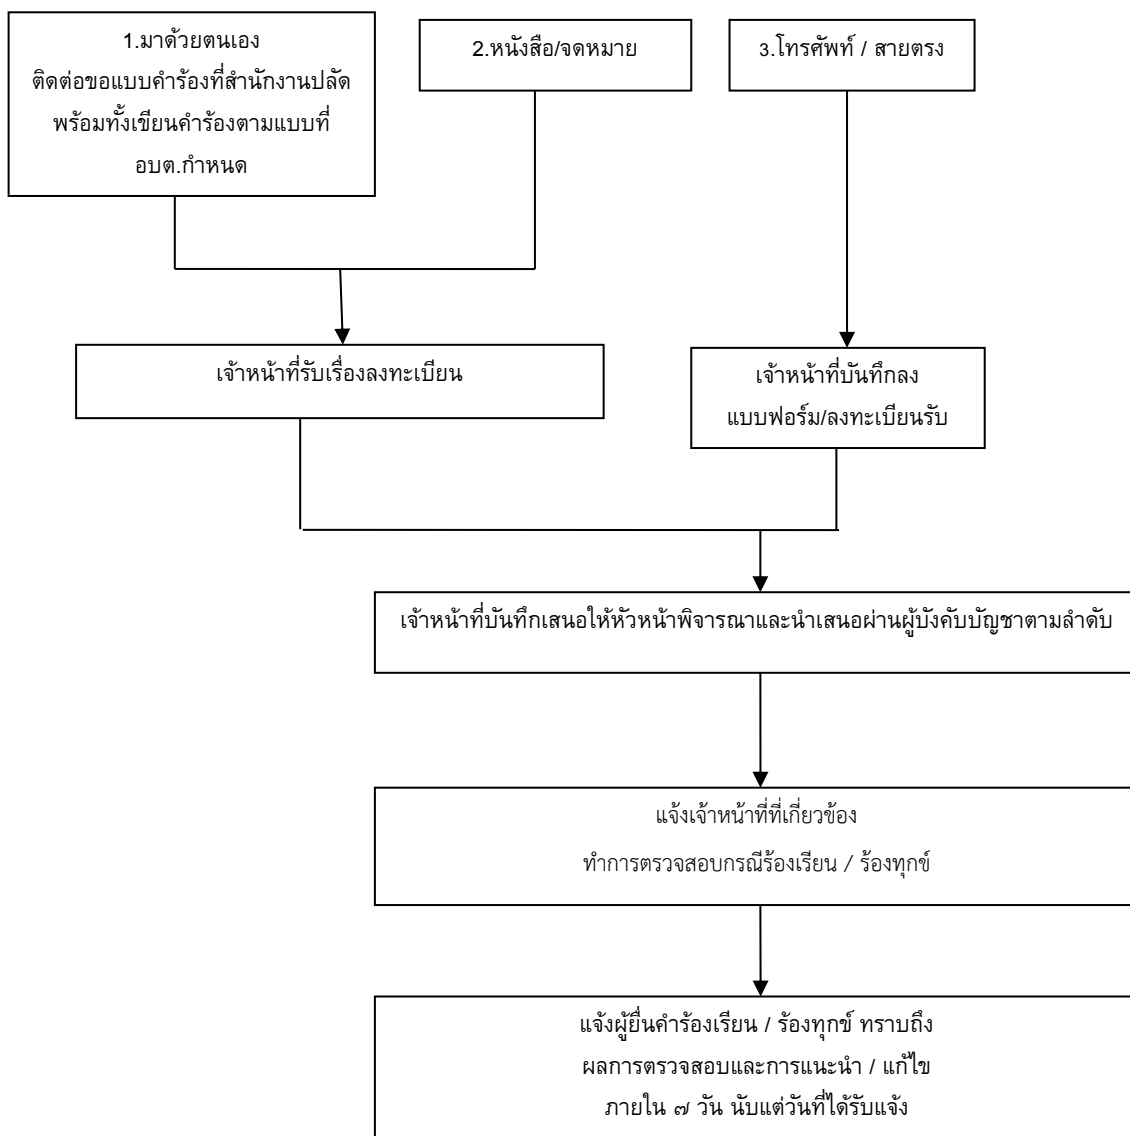 1.มาด้วยตนเอง
ติดต่อขอแบบคำร้องที่สำนักงานปลัด
พร้อมทั้งเขียนคำร้องตามแบบที่
อบต.กำหนด
2.หนังสือ/จดหมาย
3.โทรศัพท์ / สายตรง
เจ้าหน้าที่รับเรื่องลงทะเบียน
เจ้าหน้าที่บันทึกลง
แบบฟอร์ม/ลงทะเบียนรับ
เจ้าหน้าที่บันทึกเสนอให้หัวหน้าพิจารณาและนำเสนอผ่านผู้บังคับบัญชาตามลำดับ
แจ้งเจ้าหน้าที่ที่เกี่ยวข้อง
ทำการตรวจสอบกรณีร้องเรียน / ร้องทุกข์
แจ้งผู้ยื่นคำร้องเรียน / ร้องทุกข์ ทราบถึง
ผลการตรวจสอบและการแนะนำ / แก้ไข
ภายใน ๗ วัน นับแต่วันที่ได้รับแจ้ง